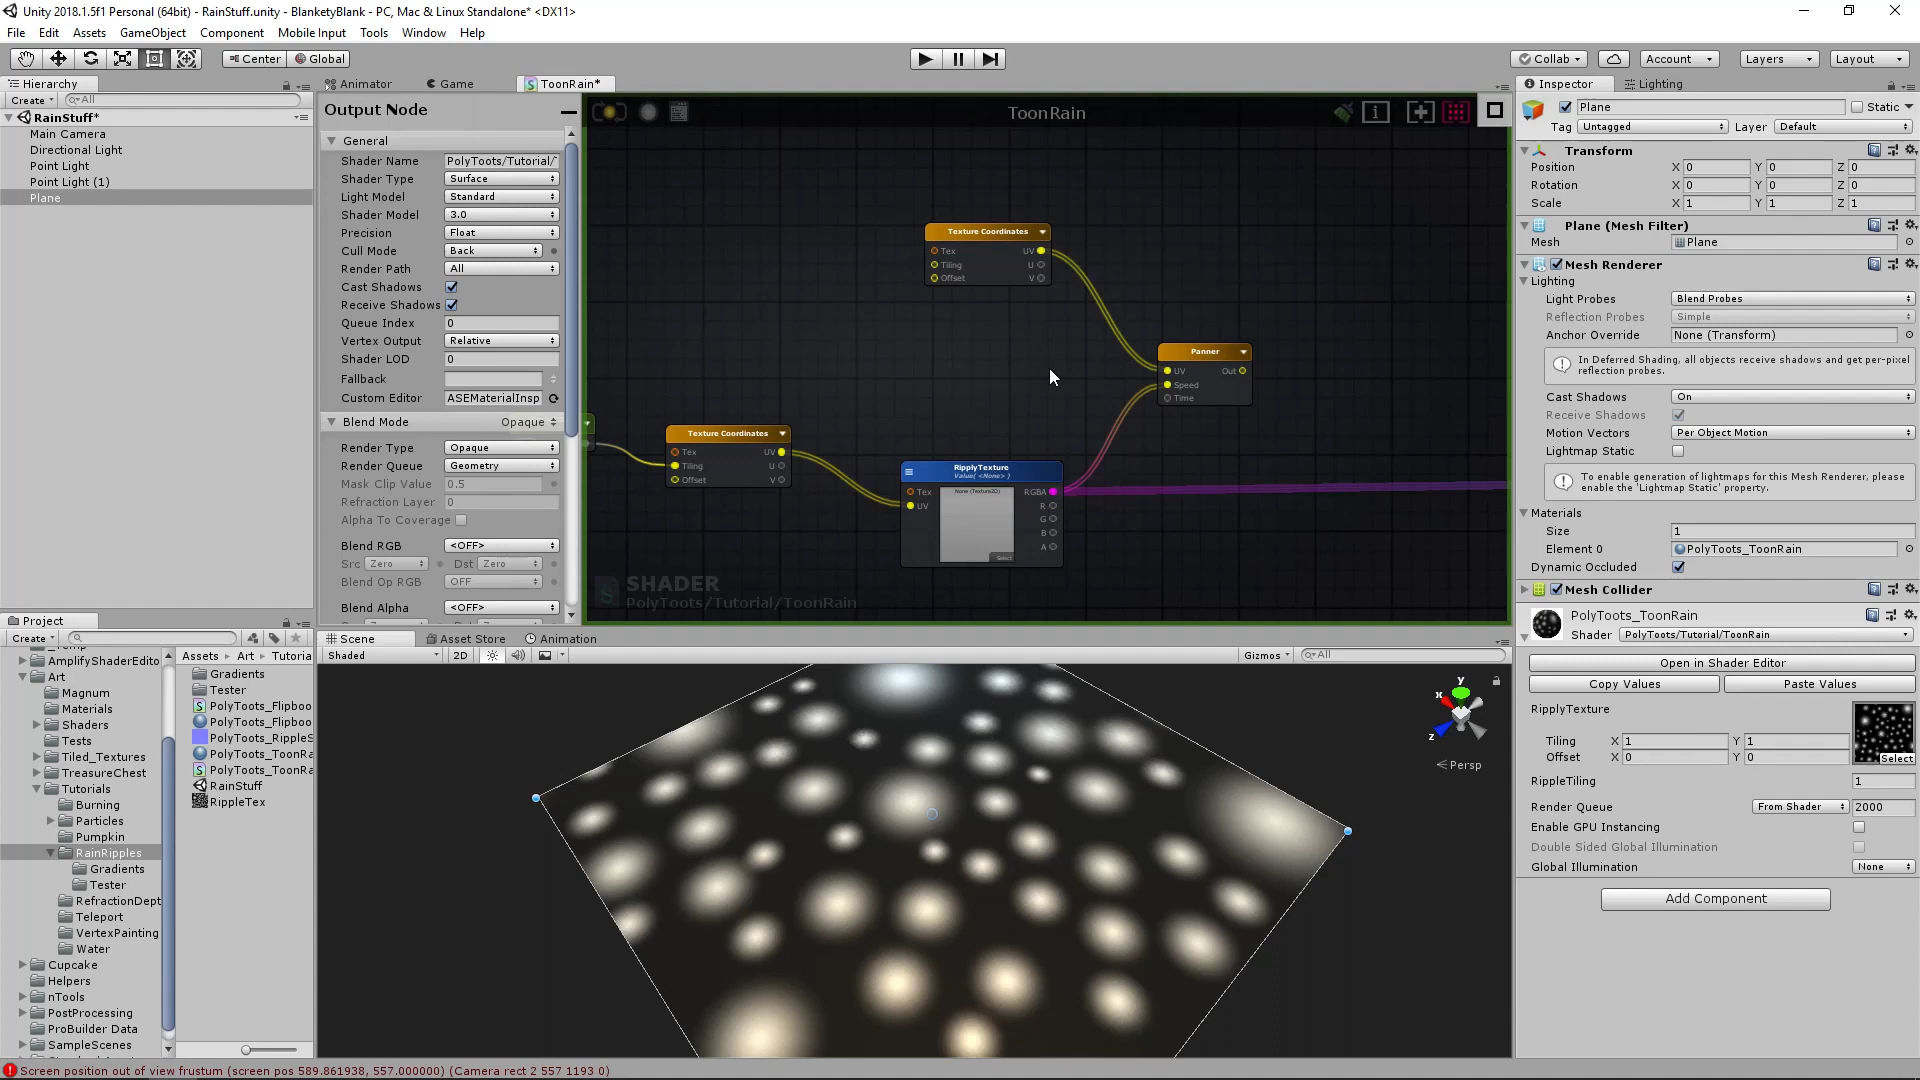 Unity 2018.1.5f1 Personal (64bit) - RainStuff.unity - BlanketyBlank - PC, Mac & Linux Standalone* <DX11>
File Edit Assets GameObject Component Mobile Input Tools Window Help
Center Global Collab Account Layers Layout
Hierarchy
Create All
RainStuff*
Main Camera
Directional Light
Point Light
Point Light (1)
Plane
Animator Game ToonRain*
Output Node
General
Shader Name PolyToots/Tutorial/
Shader Type Surface
Light Model Standard
Shader Model 3.0
Precision Float
Cull Mode Back
Render Path All
Cast Shadows
Receive Shadows
Queue Index 0
Vertex Output Relative
Shader LOD 0
Fallback
Custom Editor ASEMaterialInsp
Blend Mode Opaque
Render Type Opaque
Render Queue Geometry
Mask Clip Value 0.5
Refraction Layer 0
Alpha To Coverage
Blend RGB <OFF>
Src Zero Dst Zero
Blend Op RGB OFF
Blend Alpha <OFF>
ToonRain
Texture Coordinates
Tex UV
Tiling U
Offset V
Panner
UV Out
Speed
Time
Texture Coordinates
Tex UV
Tiling U
Offset V
RipplyTexture
Value( <None> )
Tex None (Texture2D) RGBA
UV R
G
B
A
Select
SHADER
PolyToots/Tutorial/ToonRain
Inspector Lighting
Plane Static
Tag Untagged Layer Default
Transform
Position X 0 Y 0 Z 0
Rotation X 0 Y 0 Z 0
Scale X 1 Y 1 Z 1
Plane (Mesh Filter)
Mesh Plane
Mesh Renderer
Lighting
Light Probes Blend Probes
Reflection Probes Simple
Anchor Override None (Transform)
In Deferred Shading, all objects receive shadows and get per-pixel
reflection probes.
Cast Shadows On
Receive Shadows
Motion Vectors Per Object Motion
Lightmap Static
To enable generation of lightmaps for this Mesh Renderer, please
enable the 'Lightmap Static' property.
Materials
Size 1
Element 0 PolyToots_ToonRain
Dynamic Occluded
Mesh Collider
PolyToots_ToonRain
Shader PolyToots/Tutorial/ToonRain
Open in Shader Editor
Copy Values Paste Values
RipplyTexture
Tiling X 1 Y 1
Offset X 0 Y 0
Select
RippleTiling 1
Render Queue From Shader 2000
Enable GPU Instancing
Double Sided Global Illumination
Global Illumination None
Add Component
Project
Create
AmplifyShaderEdito
Art
Magnum
Materials
Shaders
Tests
Tiled_Textures
TreasureChest
Tutorials
Burning
Particles
Pumpkin
RainRipples
Gradients
Tester
RefractionDept
Teleport
VertexPainting
Water
Cupcake
Helpers
nTools
PostProcessing
ProBuilder Data
SampleScenes
Assets Art Tutoria
Gradients
Tester
PolyToots_Flipboo
PolyToots_Flipboo
PolyToots_RippleS
PolyToots_ToonRa
PolyToots_ToonRa
RainStuff
RippleTex
Scene Asset Store Animation
Shaded 2D Gizmos All
y
x
z
Persp
Screen position out of view frustum (screen pos 589.861938, 557.000000) (Camera rect 2 557 1193 0)